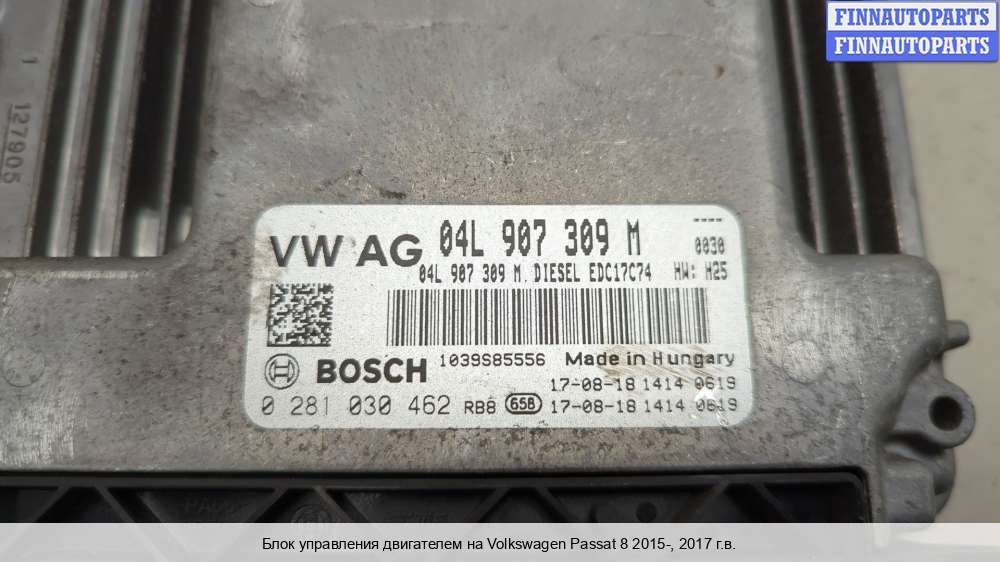 FINNAUTOPARTS
FINNAUTOPARTS
1
127905
VW AG 04L 907 309 M ----
0030
04L 907 309 M. DIESEL EDC17C74 HW: H25
BOSCH 1039S85556 Made in Hungary
17-08-18 1414 0619
0 281 030 462 RB8 G5B 17-08-18 1414 0619
Блок управления двигателем на Volkswagen Passat 8 2015-, 2017 г.в.